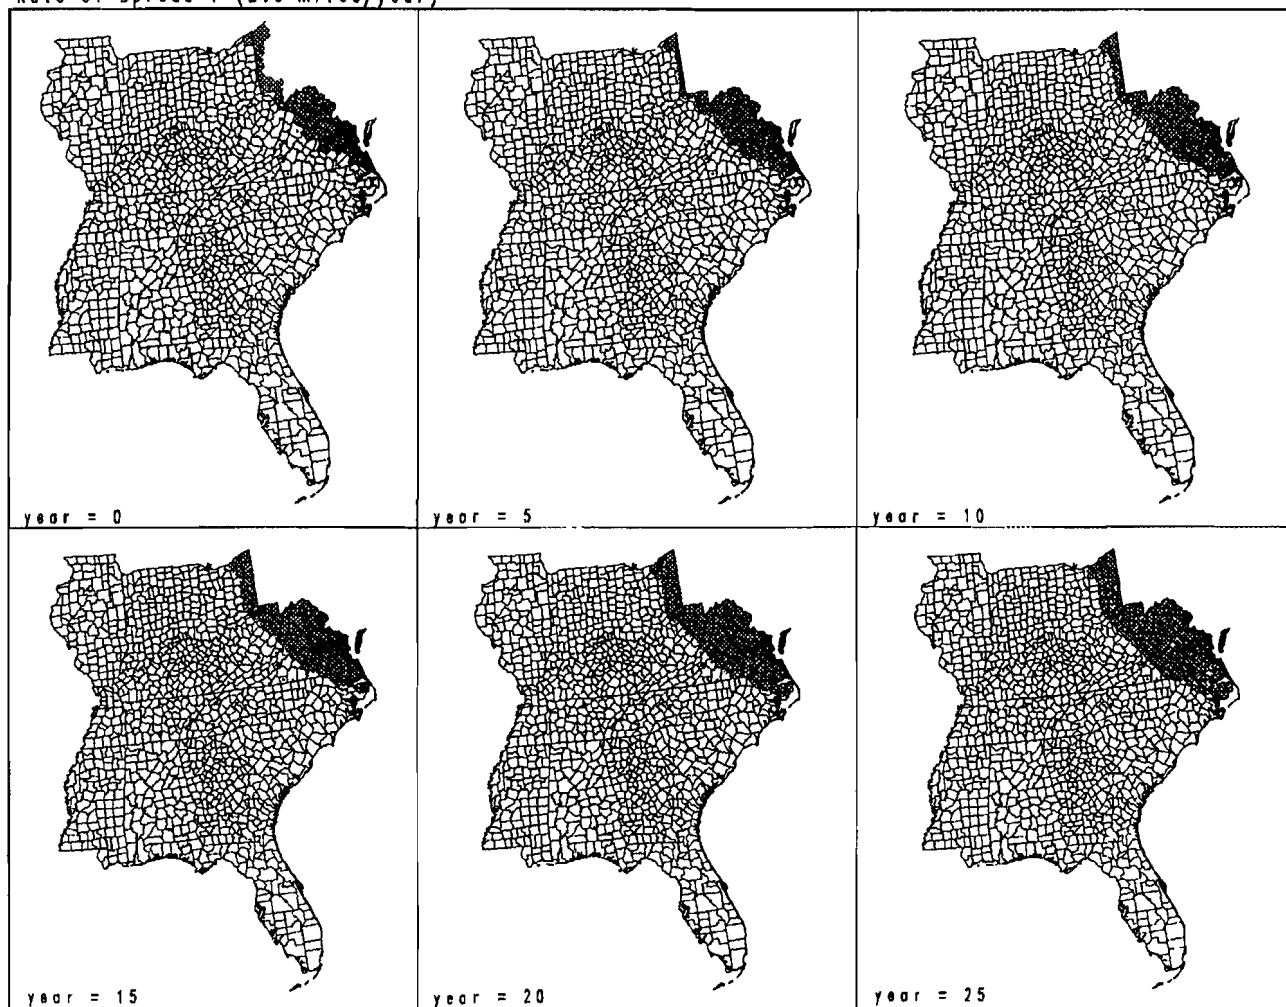 year = 0
year = 5
year = 10
year = 15
year = 20
year = 25